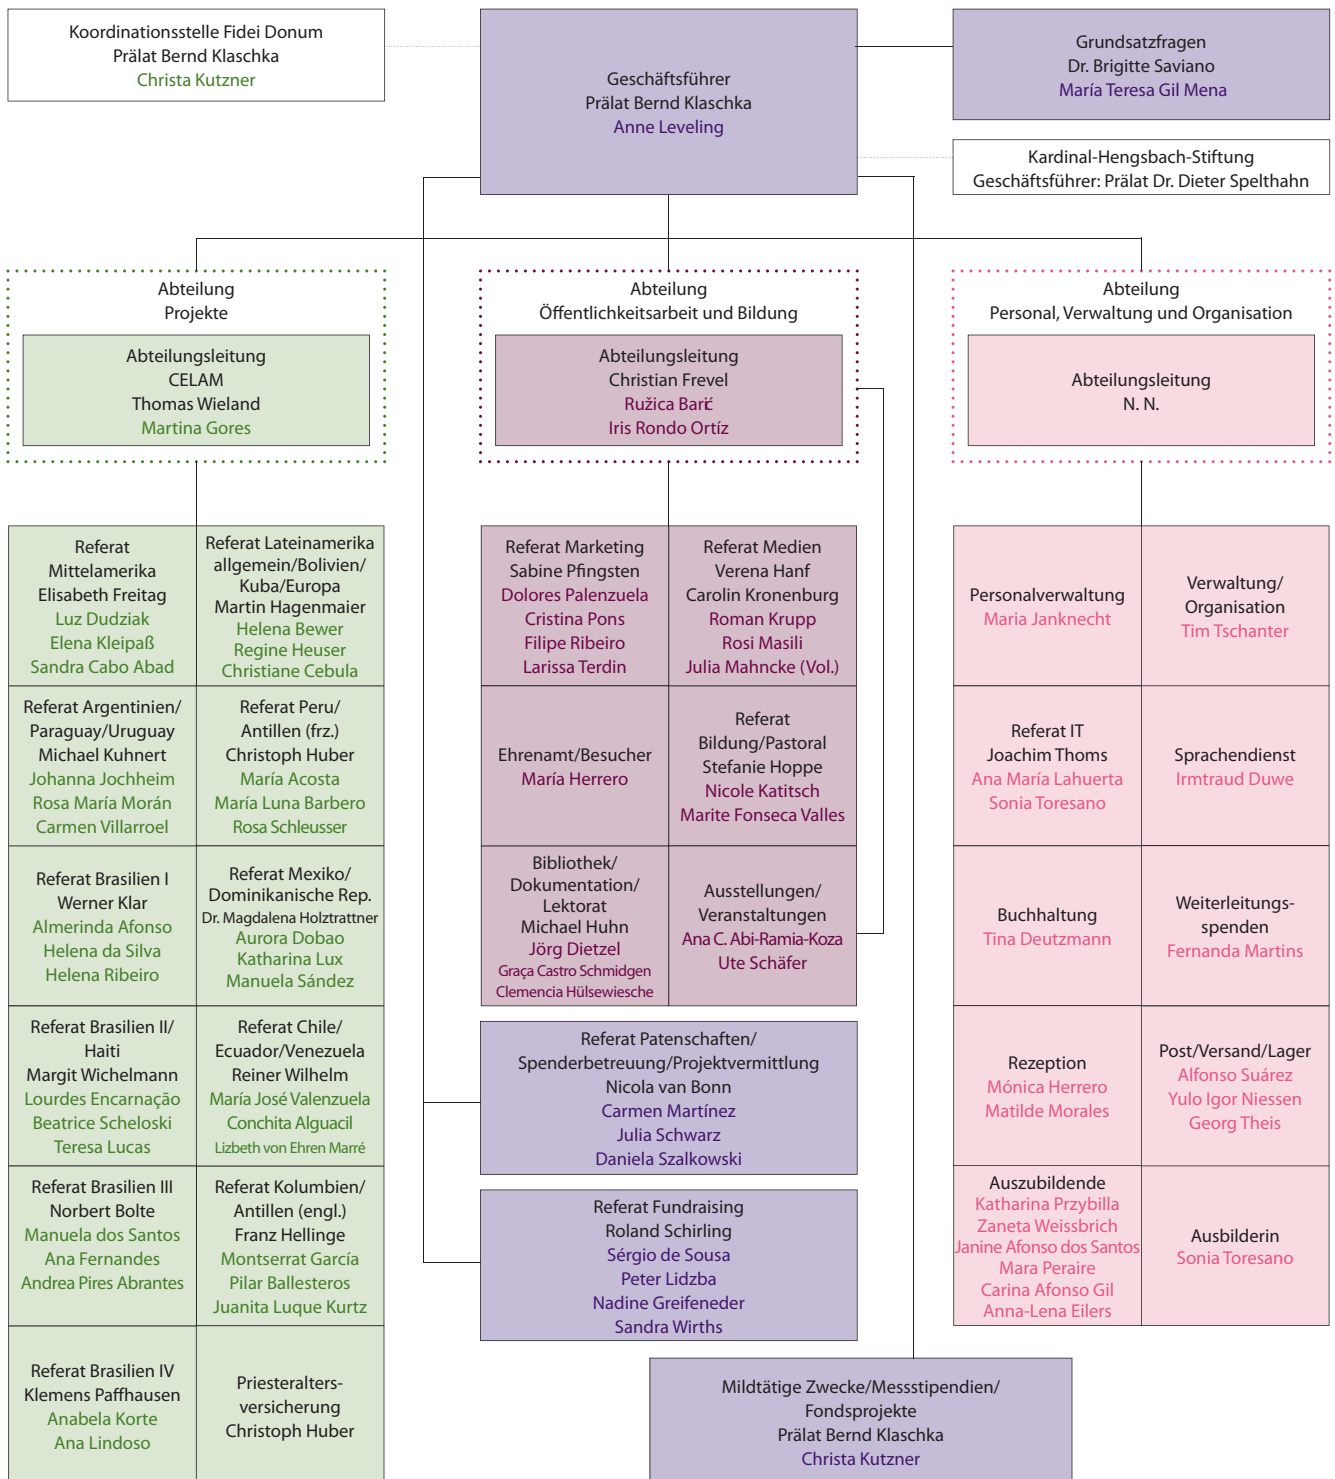 Koordinationsstelle Fidei Donum
Prälat Bernd Klaschka
Christa Kutzner
Geschäftsführer
Prälat Bernd Klaschka
Anne Leveling
Grundsatzfragen
Dr. Brigitte Saviano
María Teresa Gil Mena
Kardinal-Hengsbach-Stiftung
Geschäftsführer: Prälat Dr. Dieter Spelthahn
Abteilung
Projekte
Abteilungsleitung
CELAM
Thomas Wieland
Martina Gores
Abteilung
Öffentlichkeitsarbeit und Bildung
Abteilungsleitung
Christian Frevel
Ružica Barić
Iris Rondo Ortíz
Abteilung
Personal, Verwaltung und Organisation
Abteilungsleitung
N. N.
Referat
Mittelamerika
Elisabeth Freitag
Luz Dudziak
Elena Kleipaß
Sandra Cabo Abad
Referat Lateinamerika
allgemein/Bolivien/
Kuba/Europa
Martin Hagenmaier
Helena Bewer
Regine Heuser
Christiane Cebula
Referat Argentinien/
Paraguay/Uruguay
Michael Kuhnert
Johanna Jochheim
Rosa María Morán
Carmen Villarroel
Referat Peru/
Antillen (frz.)
Christoph Huber
María Acosta
María Luna Barbero
Rosa Schleusser
Referat Brasilien I
Werner Klar
Almerinda Afonso
Helena da Silva
Helena Ribeiro
Referat Mexiko/
Dominikanische Rep.
Dr. Magdalena Holztrattner
Aurora Dobao
Katharina Lux
Manuela Sández
Referat Brasilien II/
Haiti
Margit Wichelmann
Lourdes Encarnação
Beatrice Scheloski
Teresa Lucas
Referat Chile/
Ecuador/Venezuela
Reiner Wilhelm
María José Valenzuela
Conchita Alguacil
Lizbeth von Ehren Marré
Referat Brasilien III
Norbert Bolte
Manuela dos Santos
Ana Fernandes
Andrea Pires Abrantes
Referat Kolumbien/
Antillen (engl.)
Franz Hellinge
Montserrat García
Pilar Ballesteros
Juanita Luque Kurtz
Referat Brasilien IV
Klemens Paffhausen
Anabela Korte
Ana Lindoso
Priesteralters-
versicherung
Christoph Huber
Referat Marketing
Sabine Pfingsten
Dolores Palenzuela
Cristina Pons
Filipe Ribeiro
Larissa Terdin
Referat Medien
Verena Hanf
Carolin Kronenburg
Roman Krupp
Rosi Masili
Julia Mahncke (Vol.)
Ehrenamt/Besucher
María Herrero
Referat
Bildung/Pastoral
Stefanie Hoppe
Nicole Katitsch
Marite Fonseca Valles
Bibliothek/
Dokumentation/
Lektorat
Michael Huhn
Jörg Dietzel
Graça Castro Schmidgen
Clemencia Hülsewiesche
Ausstellungen/
Veranstaltungen
Ana C. Abi-Ramia-Koza
Ute Schäfer
Referat Patenschaften/
Spenderbetreuung/Projektvermittlung
Nicola van Bonn
Carmen Martínez
Julia Schwarz
Daniela Szalkowski
Referat Fundraising
Roland Schirling
Sérgio de Sousa
Peter Lidzba
Nadine Greifeneder
Sandra Wirths
Mildtätige Zwecke/Messstipendien/
Fondsprojekte
Prälat Bernd Klaschka
Christa Kutzner
Personalverwaltung
Maria Janknecht
Verwaltung/
Organisation
Tim Tschanter
Referat IT
Joachim Thoms
Ana María Lahuerta
Sonia Toresano
Sprachendienst
Irmtraud Duwe
Buchhaltung
Tina Deutzmann
Weiterleitungs-
spenden
Fernanda Martins
Rezeption
Mónica Herrero
Matilde Morales
Post/Versand/Lager
Alfonso Suárez
Yulo Igor Niessen
Georg Theis
Auszubildende
Katharina Przybilla
Zaneta Weissbrich
Janine Afonso dos Santos
Mara Peraire
Carina Afonso Gil
Anna-Lena Eilers
Ausbilderin
Sonia Toresano